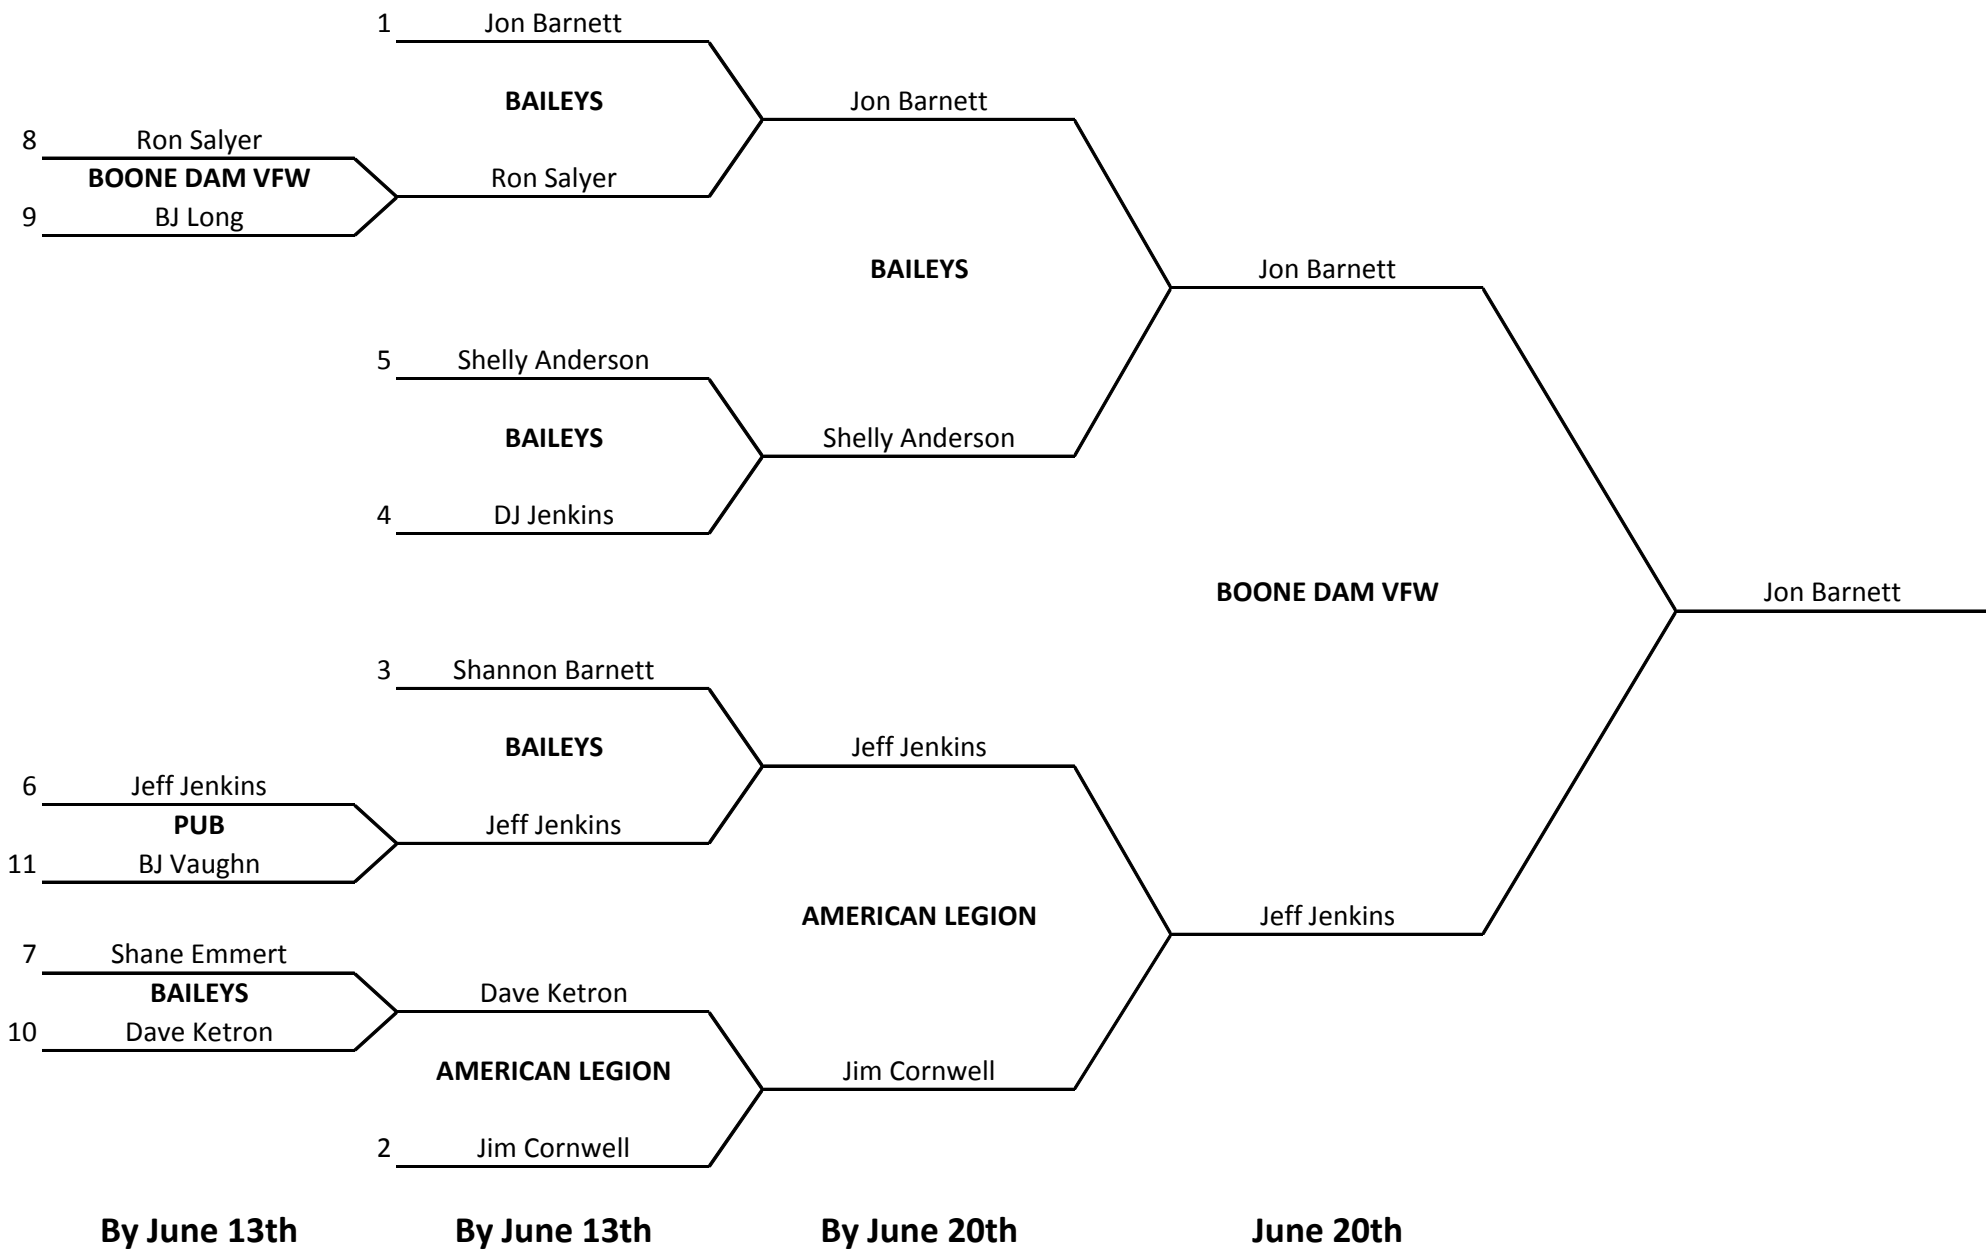 1 Jon Barnett
BAILEYS
Jon Barnett
8 Ron Salyer
BOONE DAM VFW
Ron Salyer
9 BJ Long
BAILEYS
Jon Barnett
5 Shelly Anderson
BAILEYS
Shelly Anderson
4 DJ Jenkins
BOONE DAM VFW
Jon Barnett
3 Shannon Barnett
BAILEYS
Jeff Jenkins
6 Jeff Jenkins
PUB
Jeff Jenkins
11 BJ Vaughn
AMERICAN LEGION
Jeff Jenkins
7 Shane Emmert
BAILEYS
Dave Ketron
10 Dave Ketron
AMERICAN LEGION
Jim Cornwell
2 Jim Cornwell
By June 13th
By June 13th
By June 20th
June 20th